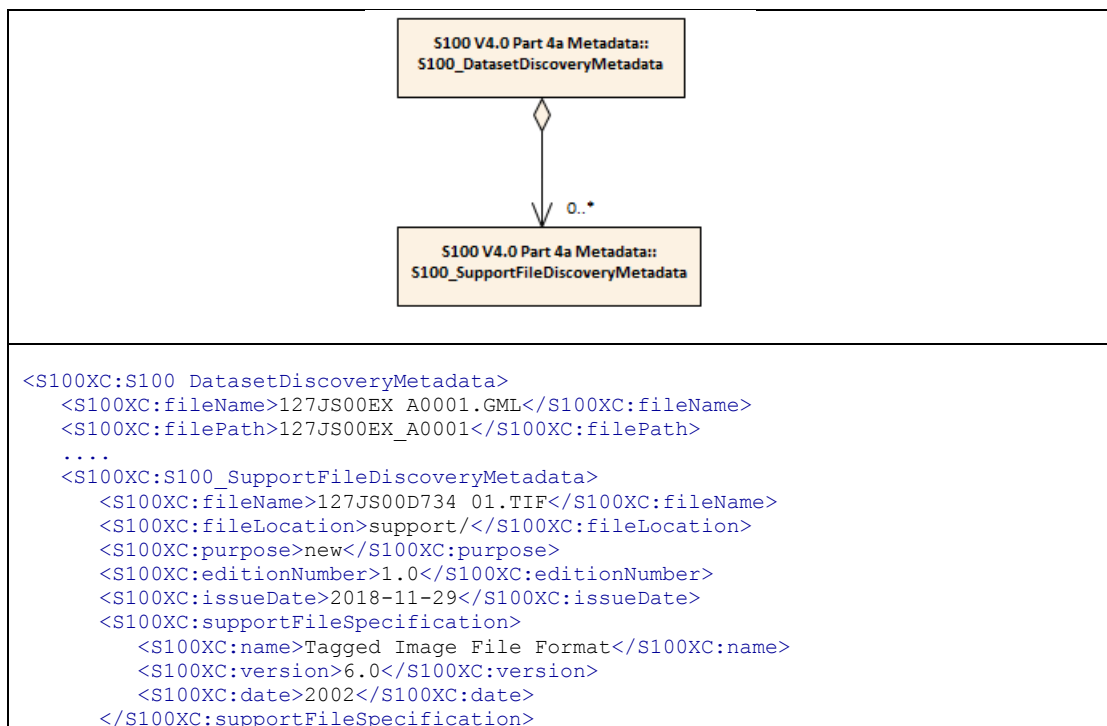 S100 V4.0 Part 4a Metadata::
S100_DatasetDiscoveryMetadata
0..*
S100 V4.0 Part 4a Metadata::
S100_SupportFileDiscoveryMetadata
<S100XC:S100 DatasetDiscoveryMetadata>
<S100XC:fileName>127JS00EX A0001.GML</S100XC:fileName>
<S100XC:filePath>127JS00EX_A0001</S100XC:filePath>
....
<S100XC:S100_SupportFileDiscoveryMetadata>
<S100XC:fileName>127JS00D734 01.TIF</S100XC:fileName>
<S100XC:fileLocation>support/</S100XC:fileLocation>
<S100XC:purpose>new</S100XC:purpose>
<S100XC:editionNumber>1.0</S100XC:editionNumber>
<S100XC:issueDate>2018-11-29</S100XC:issueDate>
<S100XC:supportFileSpecification>
<S100XC:name>Tagged Image File Format</S100XC:name>
<S100XC:version>6.0</S100XC:version>
<S100XC:date>2002</S100XC:date>
</S100XC:supportFileSpecification>